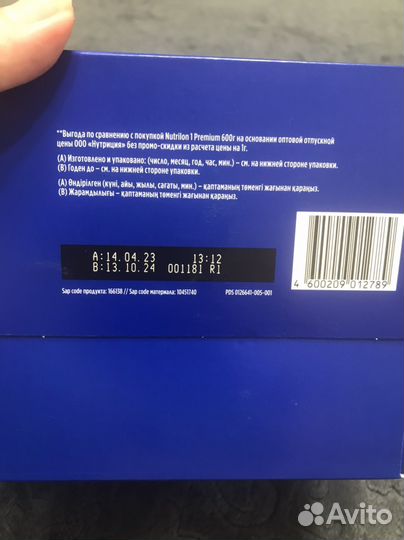 **Выгода по сравнению с покупкой Nutrilon 1 Premium 600г на основании оптовой отпускной
цены ООО «Нутриция» без промо-скидки из расчета цены на 1г.
(A) Изготовлено и упаковано: (число, месяц, год, час, мин.) – см. на нижней стороне упаковки.
(B) Годен до – см. на нижней стороне упаковки.
(A) Өндірілген (күні, айы, жылы, сағаты, мин.) – қаптаманың төменгі жағынан қараңыз.
(B) Жарамдылығы – қаптаманың төменгі жағынан қараңыз.
A:14.04.23 13:12
B:13.10.24 001181 RI
Sap code продукта: 166138 // Sap code материала: 10451740 PDS 0126641-005-001
4 600209 012789
Avito